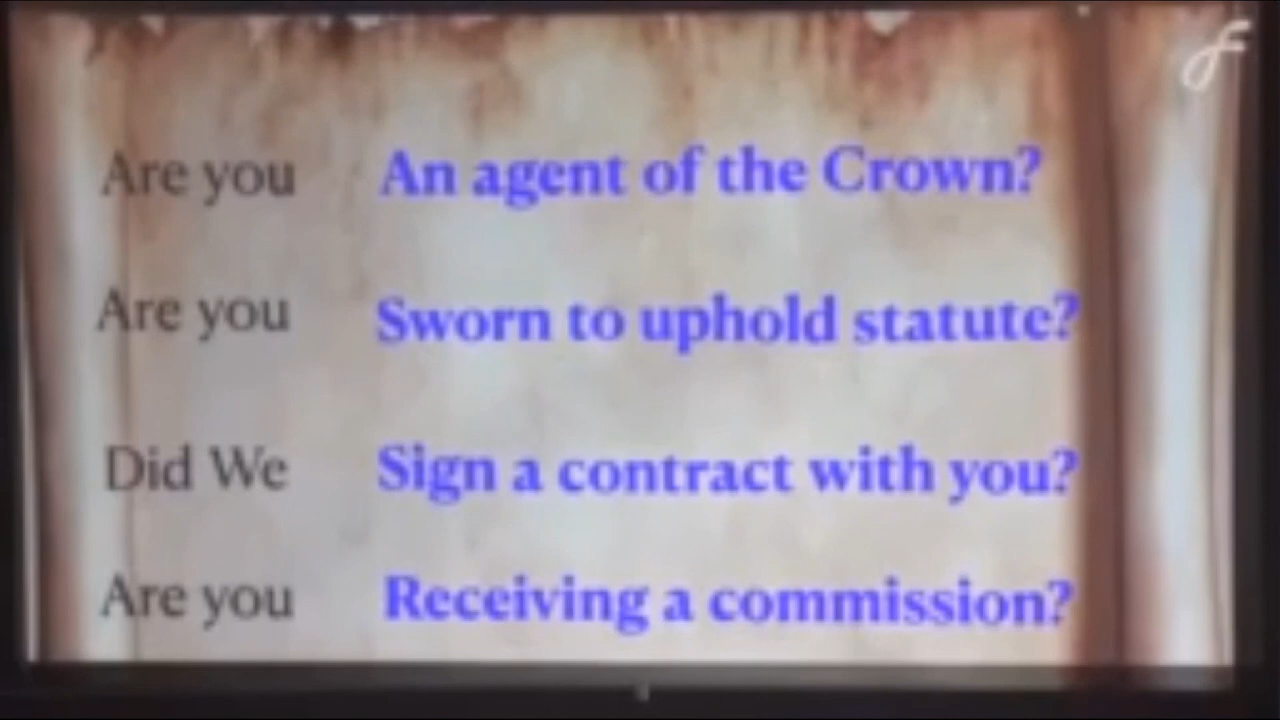 Are you An agent of the Crown?
Are you Sworn to uphold statute?
Did We Sign a contract with you?
Are you Receiving a commission?